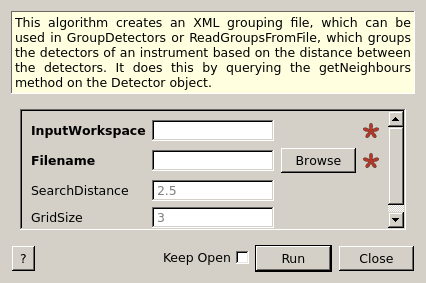 This algorithm creates an XML grouping file, which can be
used in GroupDetectors or ReadGroupsFromFile, which groups
the detectors of an instrument based on the distance between
the detectors. It does this by querying the getNeighbours
method on the Detector object.
InputWorkspace *
Filename Browse *
SearchDistance 2.5
GridSize 3
? Keep Open Run Close